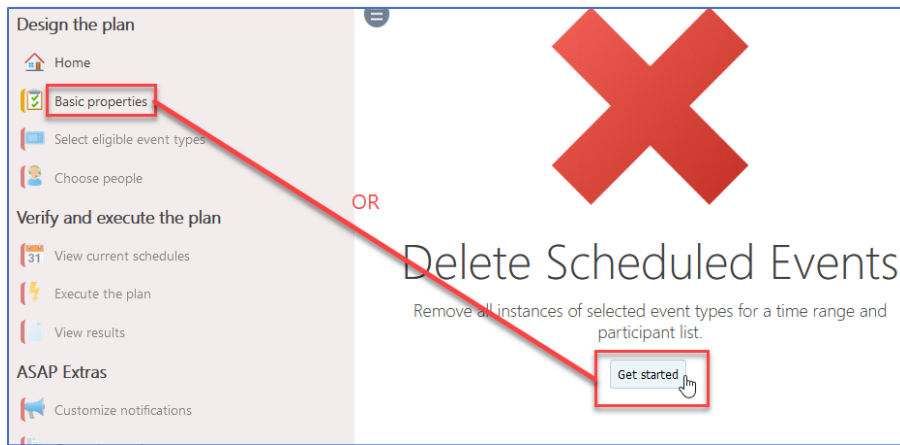 Design the plan
Home
Basic properties
Select eligible event types
Choose people
Verify and execute the plan
31
View current schedules
Execute the plan
View results
ASAP Extras
Customize notifications
OR
Delete Scheduled Events
Remove all instances of selected event types for a time range and
participant list.
Get started